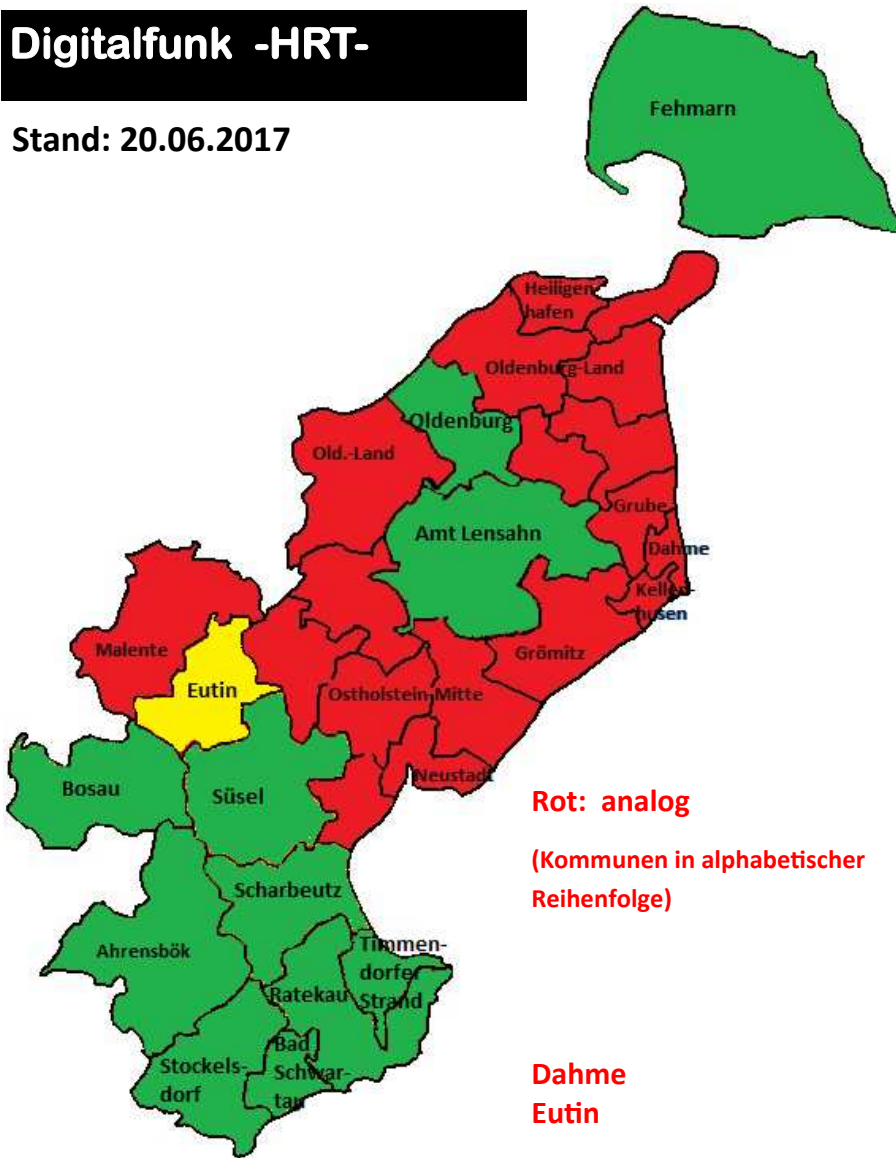 Digitalfunk -HRT-
Stand: 20.06.2017
Fehmarn
Heiligen
hafen
Oldenburg-Land
Oldenburg
Old.-Land
Grube
Amt Lensahn
Dahme
Kellen-
husen
Malente
Grömitz
Eutin
Ostholstein-Mitte
Neustadt
Bosau
Süsel
Rot: analog
(Kommunen in alphabetischer
Reihenfolge)
Scharbeutz
Ahrensbök
Timmen-
dorfer
Strand
Ratekau
Bad
Schwar-
tau
Stockels-
dorf
Dahme
Eutin